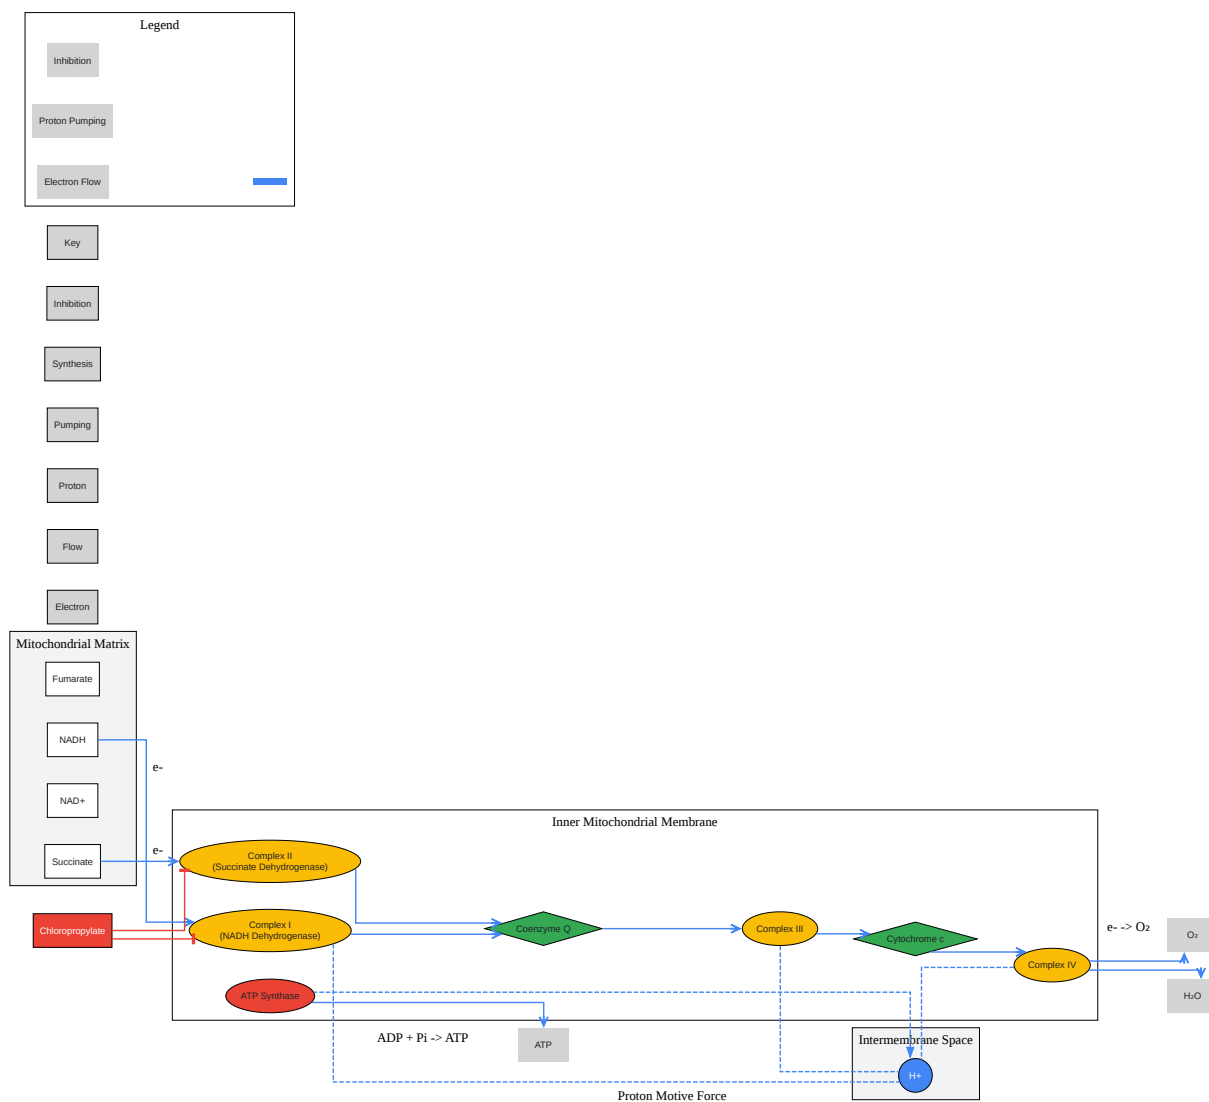 Legend
Inhibition
Proton Pumping
Electron Flow
Key
Inhibition
Synthesis
Pumping
Proton
Flow
Electron
Mitochondrial Matrix
Fumarate
NADH
e-
NAD+
Inner Mitochondrial Membrane
e-
Succinate
Complex II
(Succinate Dehydrogenase)
Chloropropylate
Complex I
(NADH Dehydrogenase)
Coenzyme Q
Complex III
Cytochrome c
e- -> O₂
O₂
Complex IV
ATP Synthase
H₂O
ADP + Pi -> ATP
ATP
Intermembrane Space
H+
Proton Motive Force